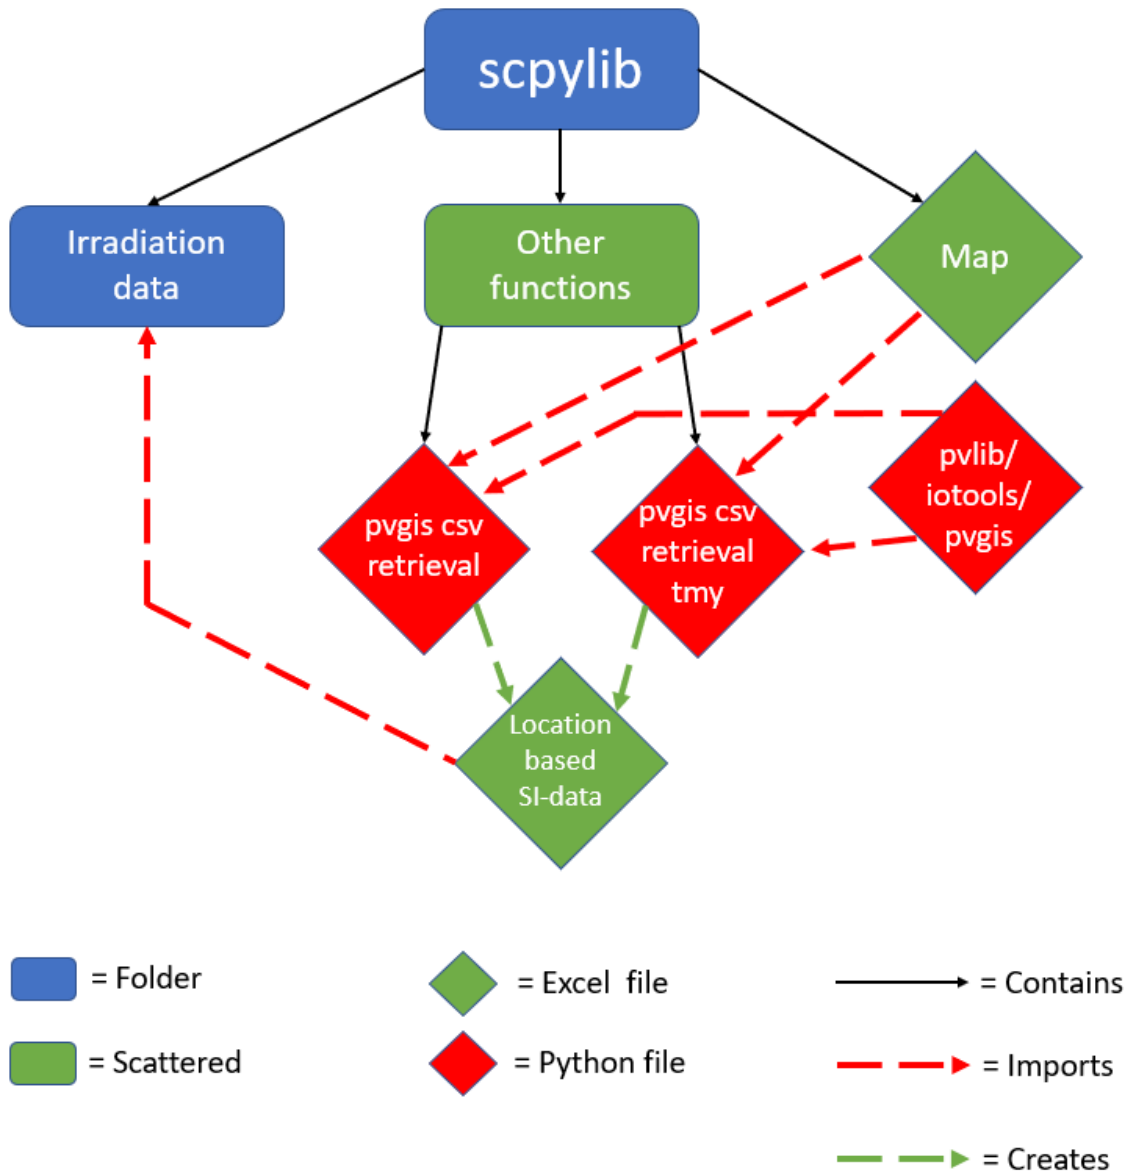 scpylib
Irradiation
data
Other
functions
Map
pvlib/
iotools/
pvgis
pvgis csv
retrieval
pvgis csv
retrieval
tmy
Location
based
SI-data
= Folder
= Excel file
= Contains
= Scattered
= Python file
= Imports
= Creates